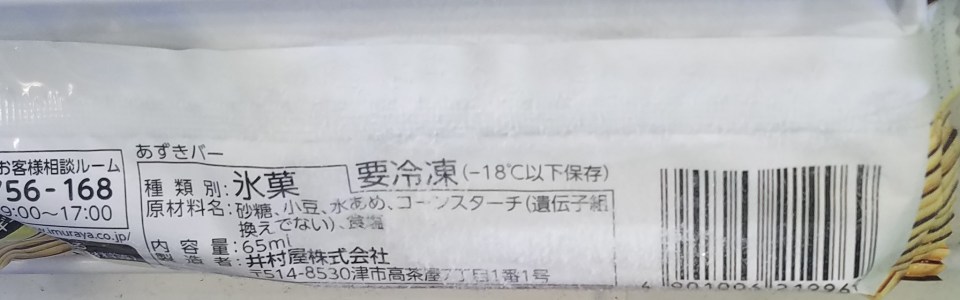 あずきバー
お客様相談ルーム
56-168
9:00~17:00
imuraya.co.jp/
種類別:氷菓
要冷凍(-18℃以下保存)
原材料名:砂糖、小豆、水あめ、コーンスターチ(遺伝子組
換えでない)、食塩
内容量:65ml
製造者:井村屋株式会社
〒514-8530津市高茶屋7丁目1番1号